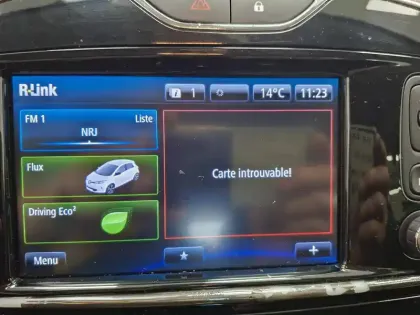 R-Link
1
14°C
11:23
FM 1
Liste
NRJ
Flux
Carte introuvable!
Driving Eco²
Menu
+